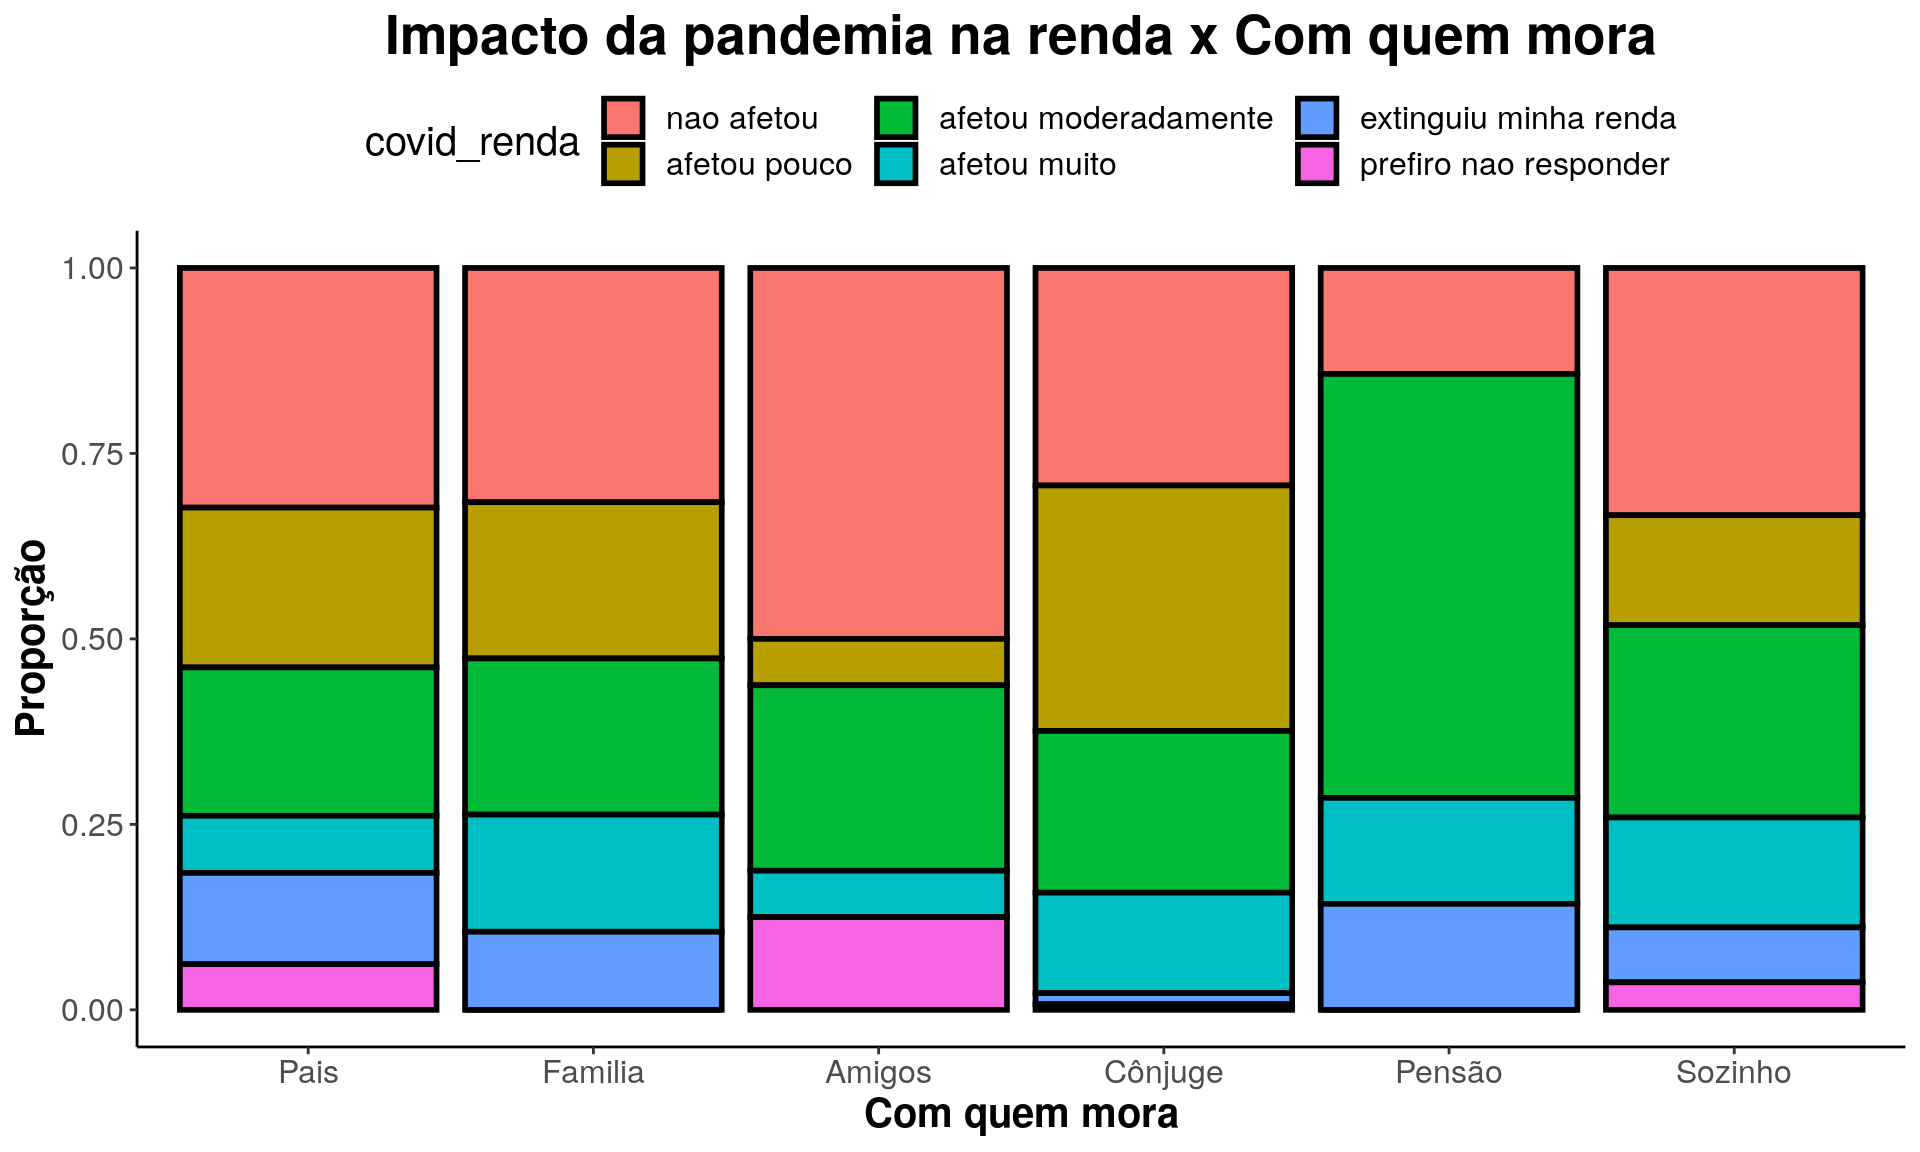 Impacto da pandemia na renda x Com quem mora
covid_renda
nao afetou
afetou moderadamente
extinguiu minha renda
afetou pouco
afetou muito
prefiro nao responder
Proporção
1.00
0.75
0.50
0.25
0.00
Pais
Familia
Amigos
Cônjuge
Pensão
Sozinho
Com quem mora